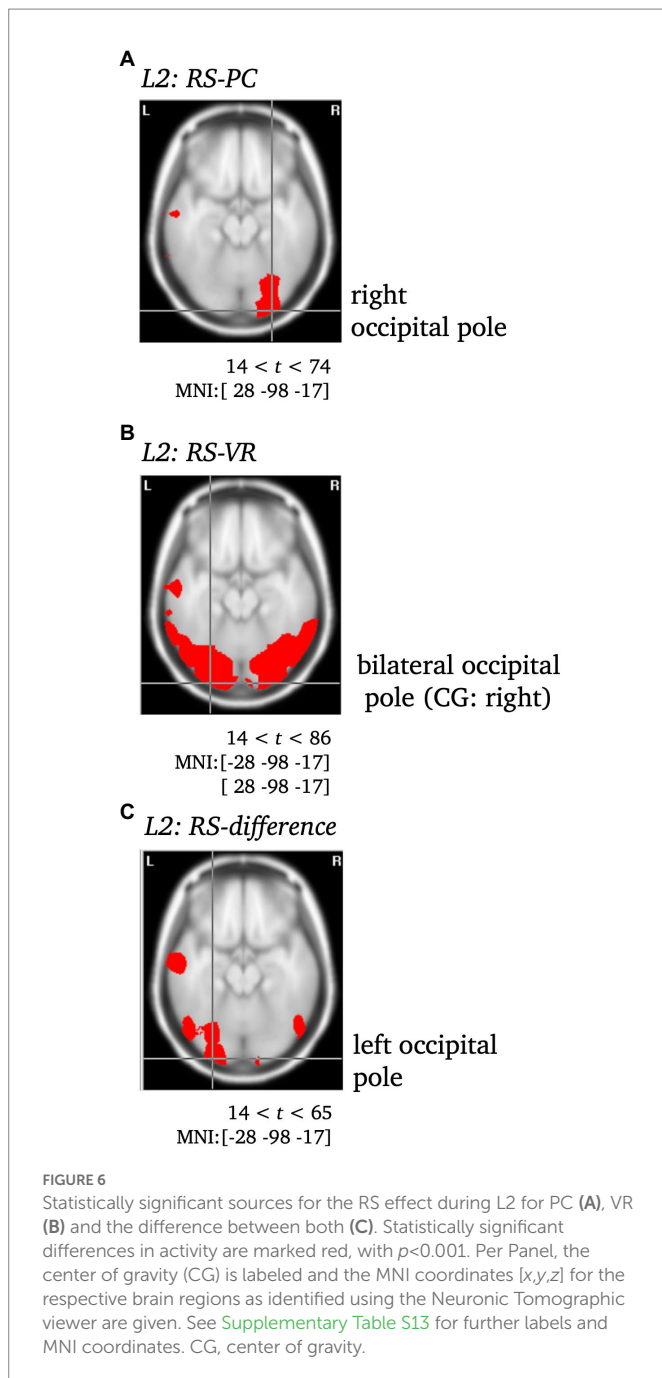 A
L2: RS-PC
L R
right
occipital pole
14 < t < 74
MNI:[ 28 -98 -17]
B
L2: RS-VR
L R
bilateral occipital
pole (CG: right)
14 < t < 86
MNI:[-28 -98 -17]
[ 28 -98 -17]
C
L2: RS-difference
L R
left occipital
pole
14 < t < 65
MNI:[-28 -98 -17]
FIGURE 6
Statistically significant sources for the RS effect during L2 for PC (A), VR
(B) and the difference between both (C). Statistically significant
differences in activity are marked red, with p<0.001. Per Panel, the
center of gravity (CG) is labeled and the MNI coordinates [x,y,z] for the
respective brain regions as identified using the Neuronic Tomographic
viewer are given. See Supplementary Table S13 for further labels and
MNI coordinates. CG, center of gravity.